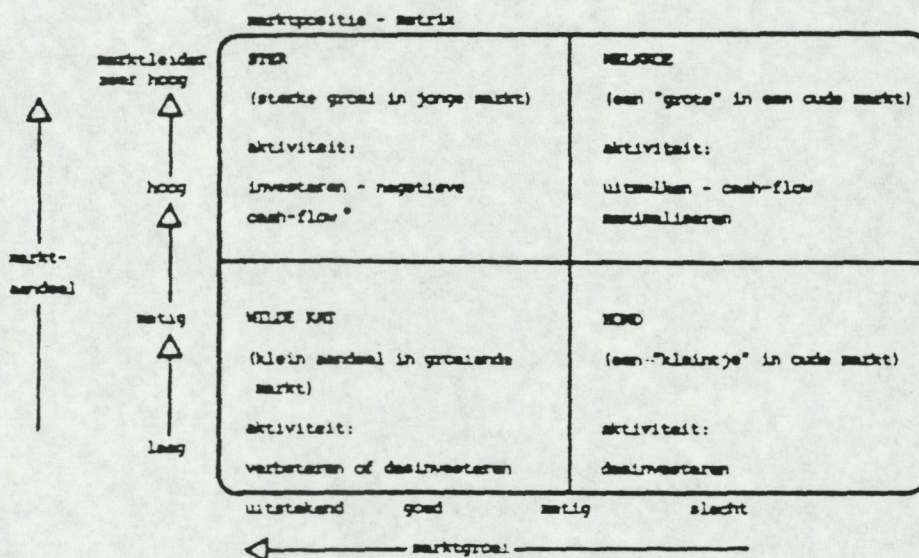 marktpositie - matrix
marktleider
zeer hoog
hoog
markt-
aandeel
matig
laag
STER
(sterke groei in jonge markt)
aktiviteit:
investeren - negatieve
cash-flow *
MELKKOE
(een "grote" in een oude markt)
aktiviteit:
uitmelken - cash-flow
maximaliseren
WILDE KAT
(klein aandeel in groeiende
markt)
aktiviteit:
verbeteren of desinvesteren
HOND
(een "kleintje" in oude markt)
aktiviteit:
desinvesteren
uitstekend goed matig slecht
marktgroei